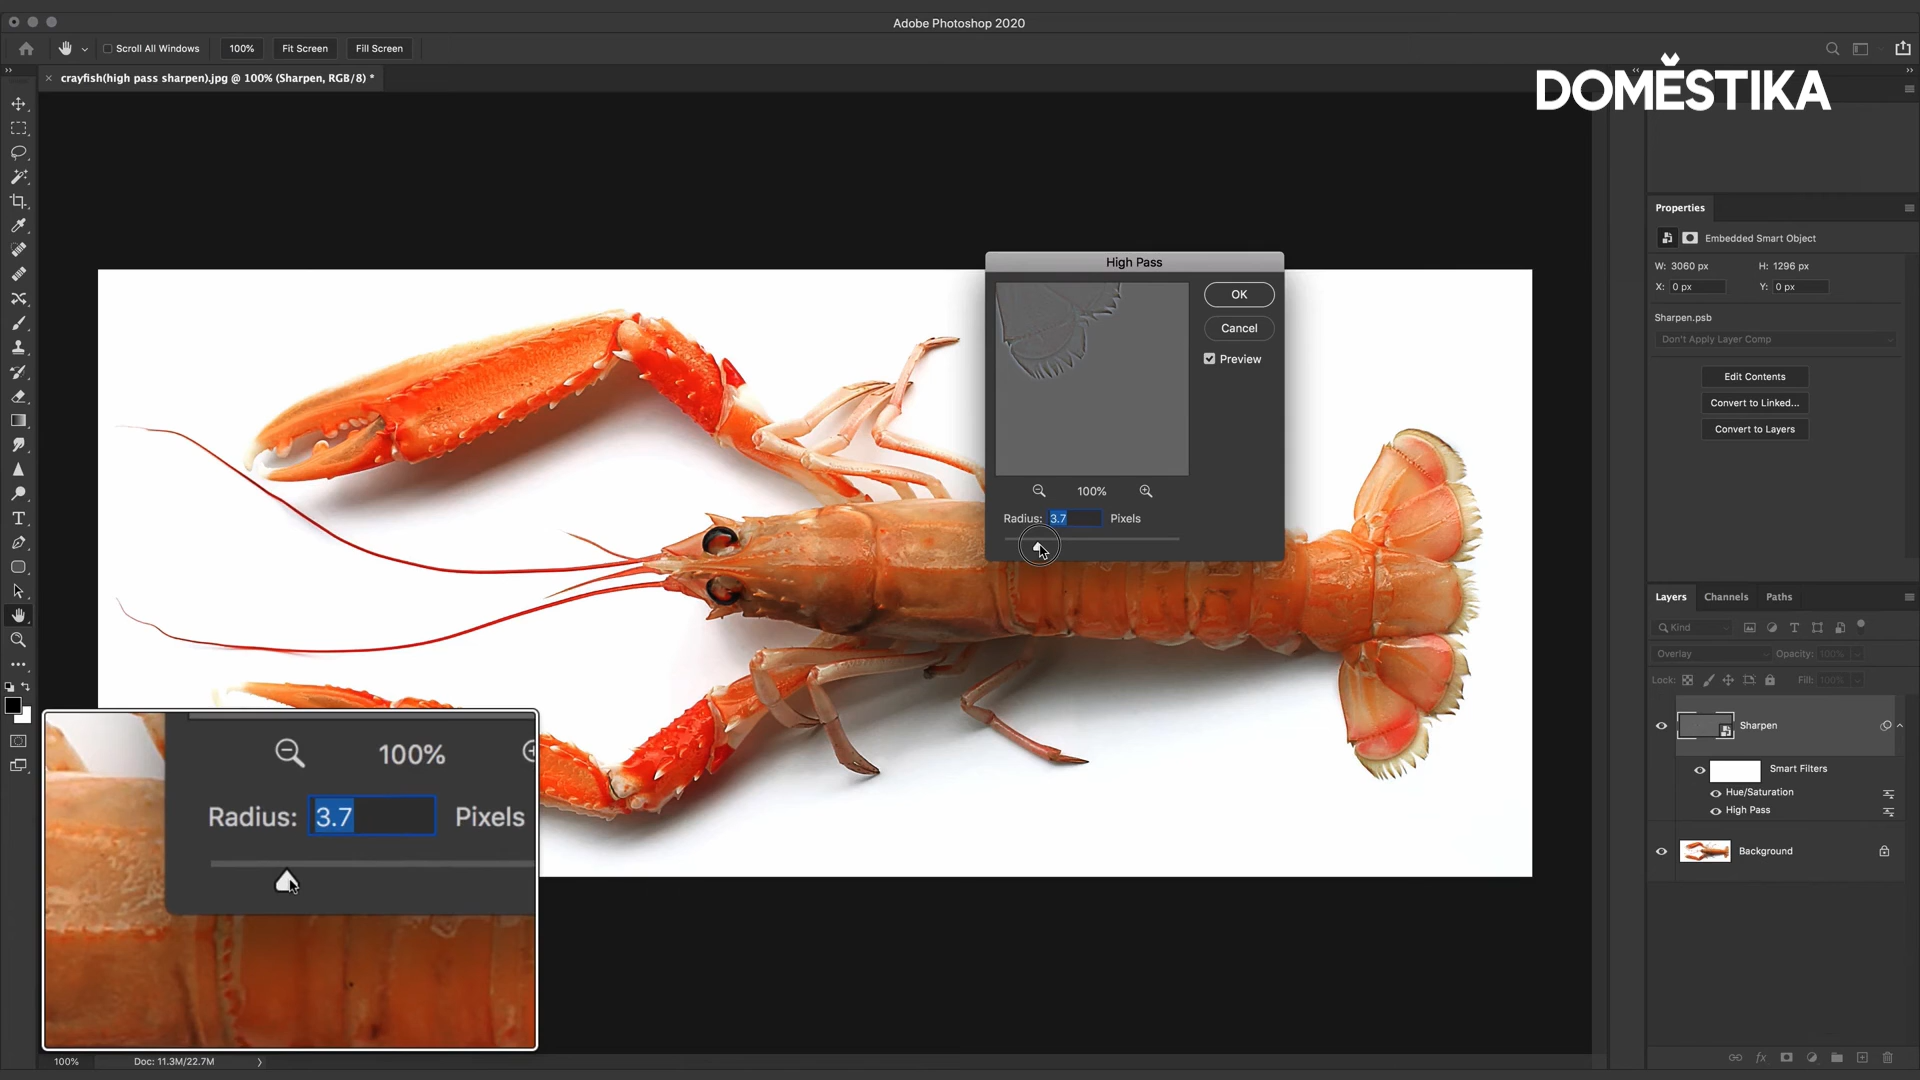 Adobe Photoshop 2020
Scroll All Windows
100%
Fit Screen
Fill Screen
crayfish(high pass sharpen).jpg @ 100% (Sharpen, RGB/8) *
DOMĚSTIKA
Properties
Embedded Smart Object
W: 3060 px H: 1296 px
X: 0 px Y: 0 px
Sharpen.psb
Don't Apply Layer Comp
Edit Contents
Convert to Linked...
Convert to Layers
High Pass
OK
Cancel
Preview
100%
Radius: 3.7 Pixels
Layers Channels Paths
Kind
Overlay Opacity: 100%
Lock: Fill: 100%
Sharpen
Smart Filters
Hue/Saturation
High Pass
Background
100%
Radius: 3.7 Pixels
100% Doc: 11.3M/22.7M